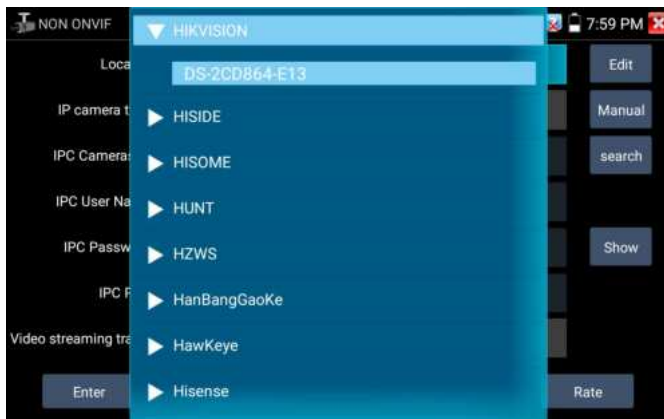 NON ONVIF
HIKVISION
7:59 PM
Loca
Edit
DS-2CD864-E13
IP camera t
HISIDE
Manual
IPC Cameras
HISOME
search
IPC User Na
HUNT
IPC Passw
HZWS
Show
IPC P
HanBangGaoKe
Video streaming tra
HawKeye
Enter
Hisense
Rate